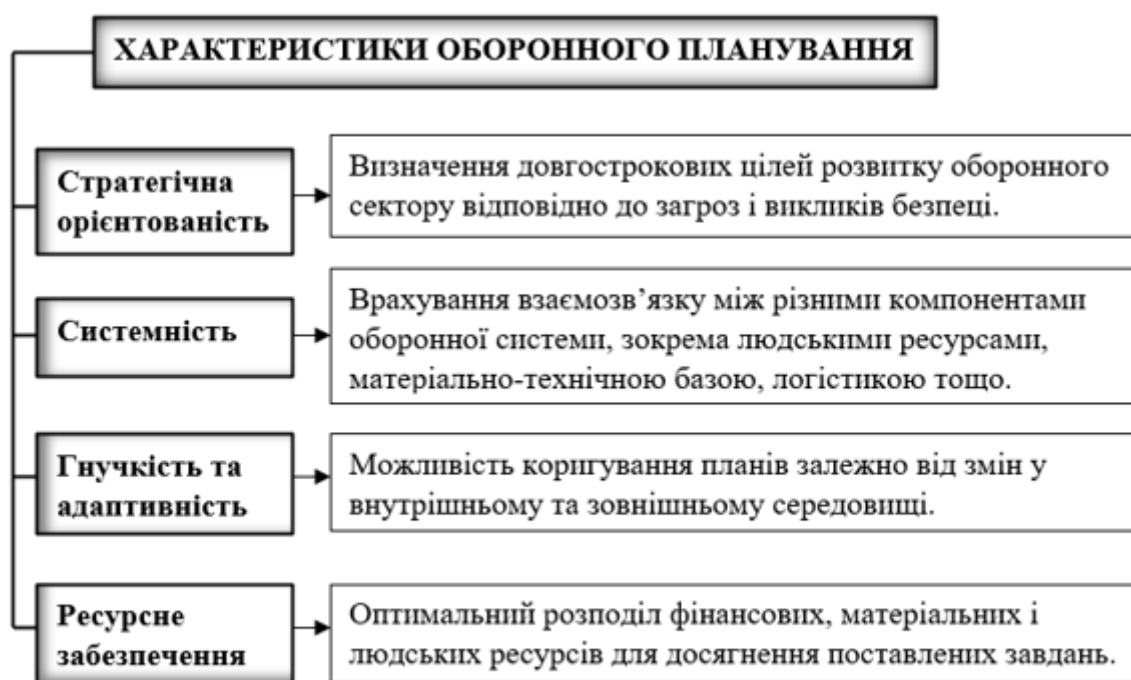 ХАРАКТЕРИСТИКИ ОБОРОННОГО ПЛАНУВАННЯ
Стратегічна
орієнтованість
Визначення довгострокових цілей розвитку оборонного
сектору відповідно до загроз і викликів безпеці.
Системність
Врахування взаємозв’язку між різними компонентами
оборонної системи, зокрема людськими ресурсами,
матеріально-технічною базою, логістикою тощо.
Гнучкість та
адаптивність
Можливість коригування планів залежно від змін у
внутрішньому та зовнішньому середовищі.
Ресурсне
забезпечення
Оптимальний розподіл фінансових, матеріальних і
людських ресурсів для досягнення поставлених завдань.